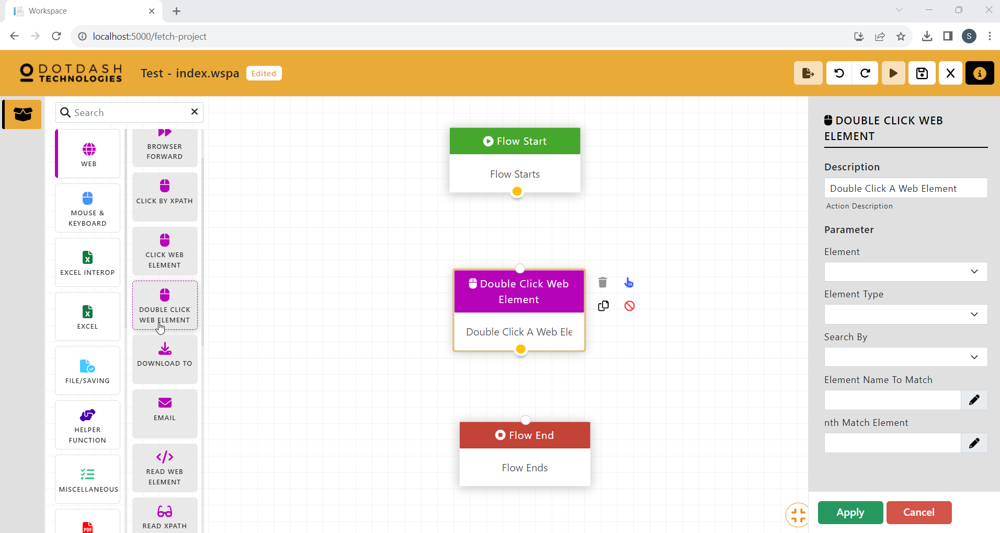 Workspace
localhost:5000/fetch-project
S
DOTDASH
TECHNOLOGIES
Test - index.wspa
Edited
Search
WEB
MOUSE &
KEYBOARD
EXCEL INTEROP
EXCEL
FILE/SAVING
HELPER
FUNCTION
MISCELLANEOUS
PDF
BROWSER
FORWARD
CLICK BY XPATH
CLICK WEB
ELEMENT
DOUBLE CLICK
WEB ELEMENT
DOWNLOAD TO
EMAIL
READ WEB
ELEMENT
READ XPATH
Flow Start
Flow Starts
Double Click Web
Element
Double Click A Web Ele
Flow End
Flow Ends
DOUBLE CLICK WEB
ELEMENT
Description
Double Click A Web Element
Action Description
Parameter
Element
Element Type
Search By
Element Name To Match
nth Match Element
Apply
Cancel